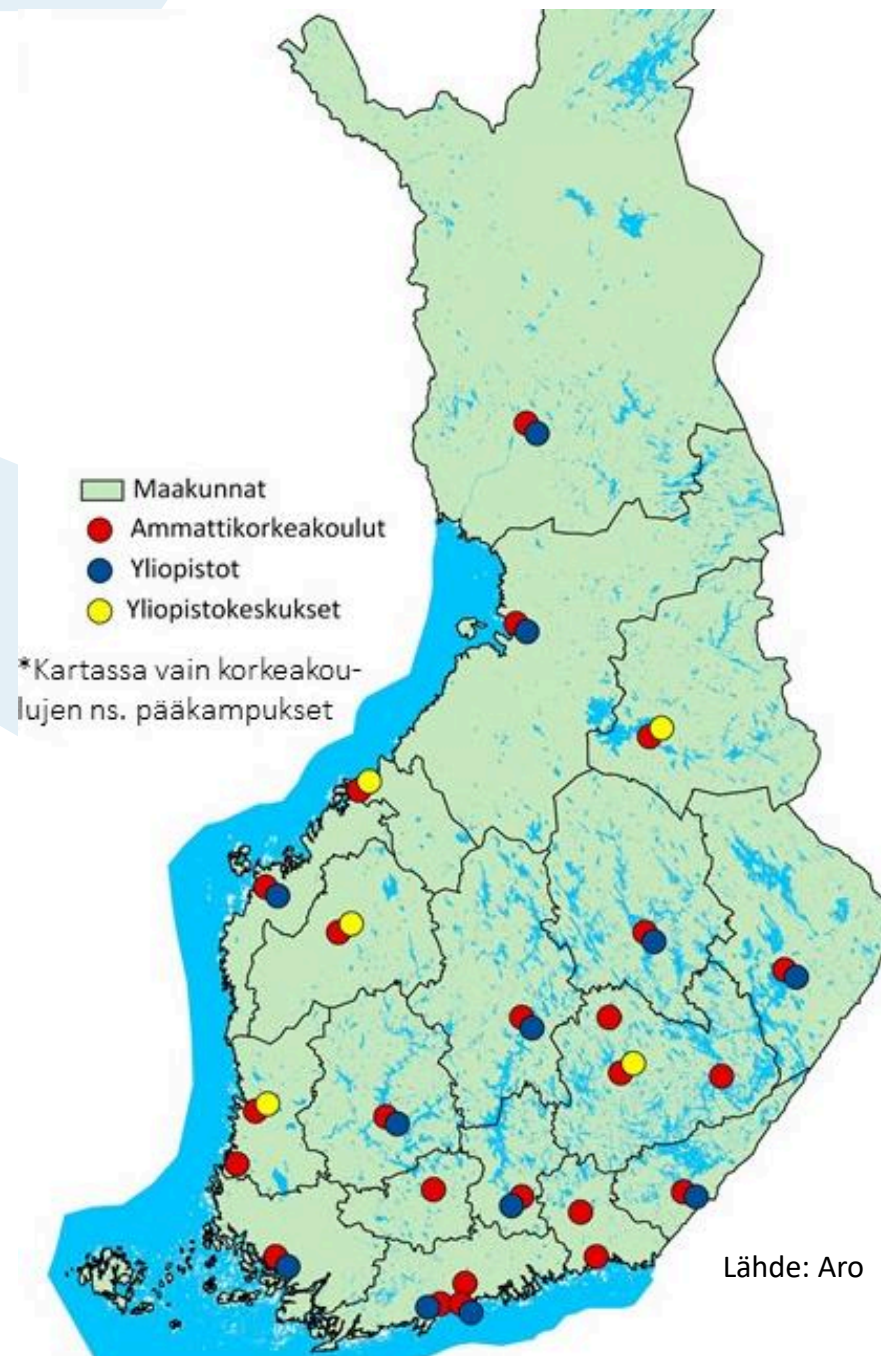 Maakunnat
Ammattikorkeakoulut
Yliopistot
Yliopistokeskukset
*Kartassa vain korkeakou-
lujen ns. pääkampukset
Lähde: Aro